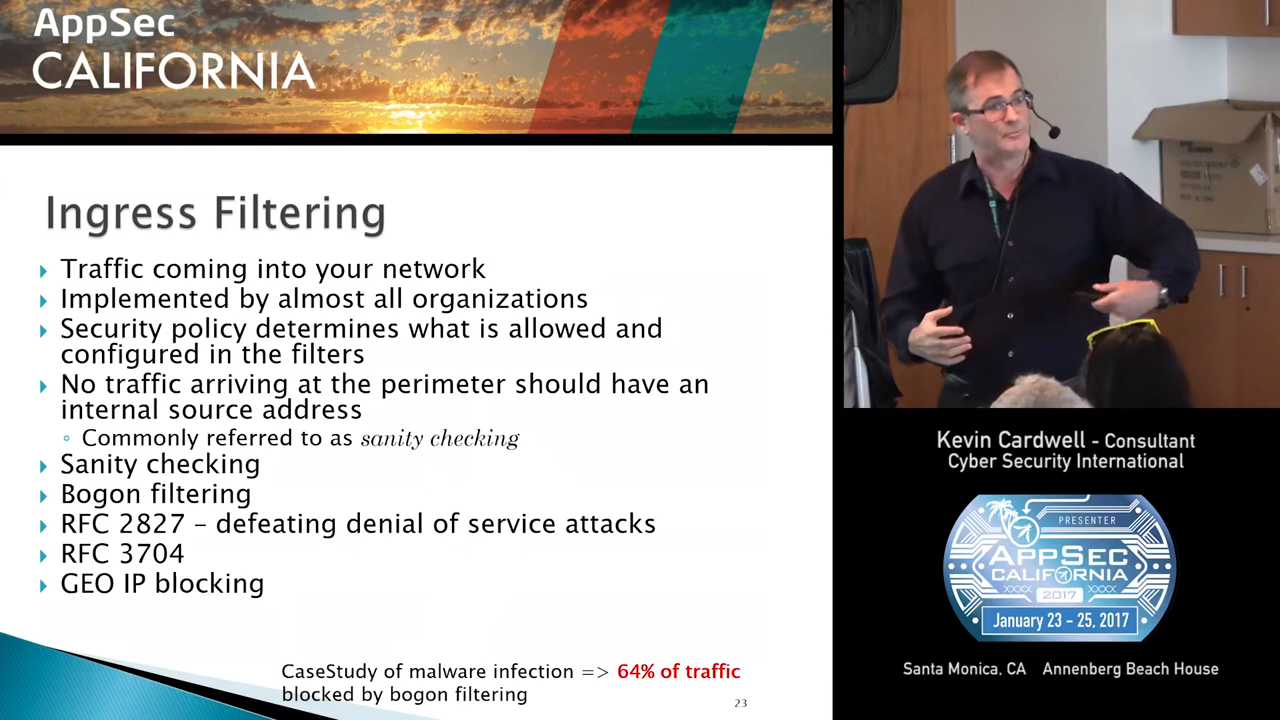 AppSec
CALIFORNIA
Ingress Filtering
Traffic coming into your network
Implemented by almost all organizations
Security policy determines what is allowed and
configured in the filters
No traffic arriving at the perimeter should have an
internal source address
Commonly referred to as sanity checking
Sanity checking
Bogon filtering
RFC 2827 – defeating denial of service attacks
RFC 3704
GEO IP blocking
CaseStudy of malware infection => 64% of traffic
blocked by bogon filtering
23
Kevin Cardwell - Consultant
Cyber Security International
PRESENTER
APPSEC
CALIFORNIA
XXXX 2017 XXXX
January 23 - 25, 2017
Santa Monica, CA Annenberg Beach House